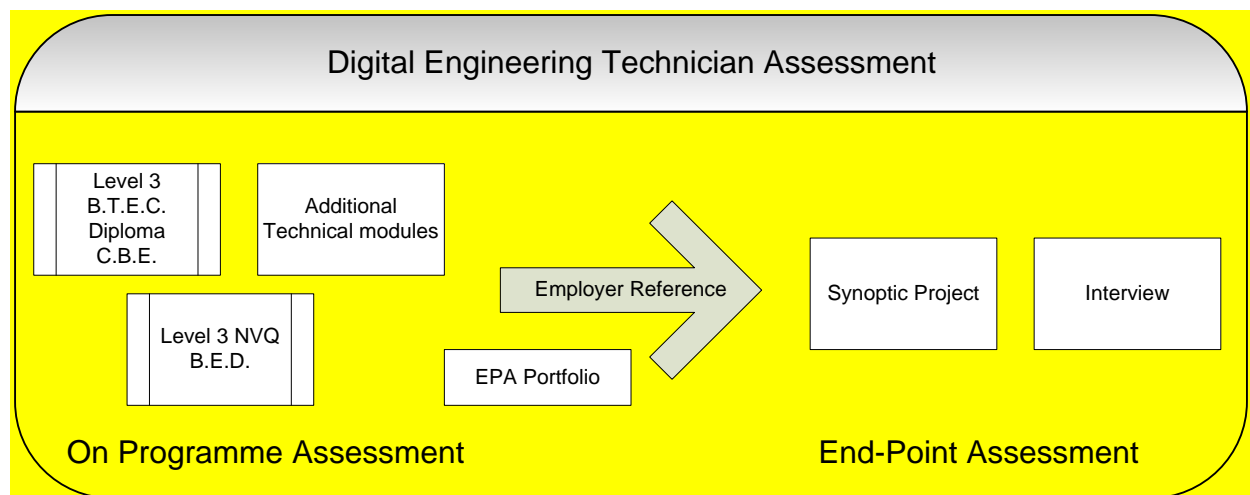 Digital Engineering Technician Assessment
Level 3
B.T.E.C.
Diploma
C.B.E.
Additional
Technical modules
Level 3 NVQ
B.E.D.
Employer Reference
EPA Portfolio
Synoptic Project
Interview
On Programme Assessment
End-Point Assessment